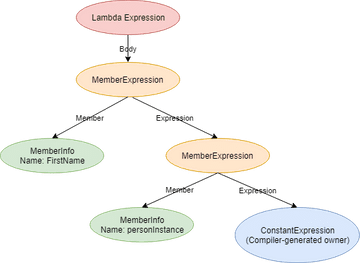 Lambda Expression
Body
MemberExpression
Member
Expression
MemberInfo
Name: FirstName
MemberExpression
Member
Expression
MemberInfo
Name: personInstance
ConstantExpression
(Compiler-generated owner)